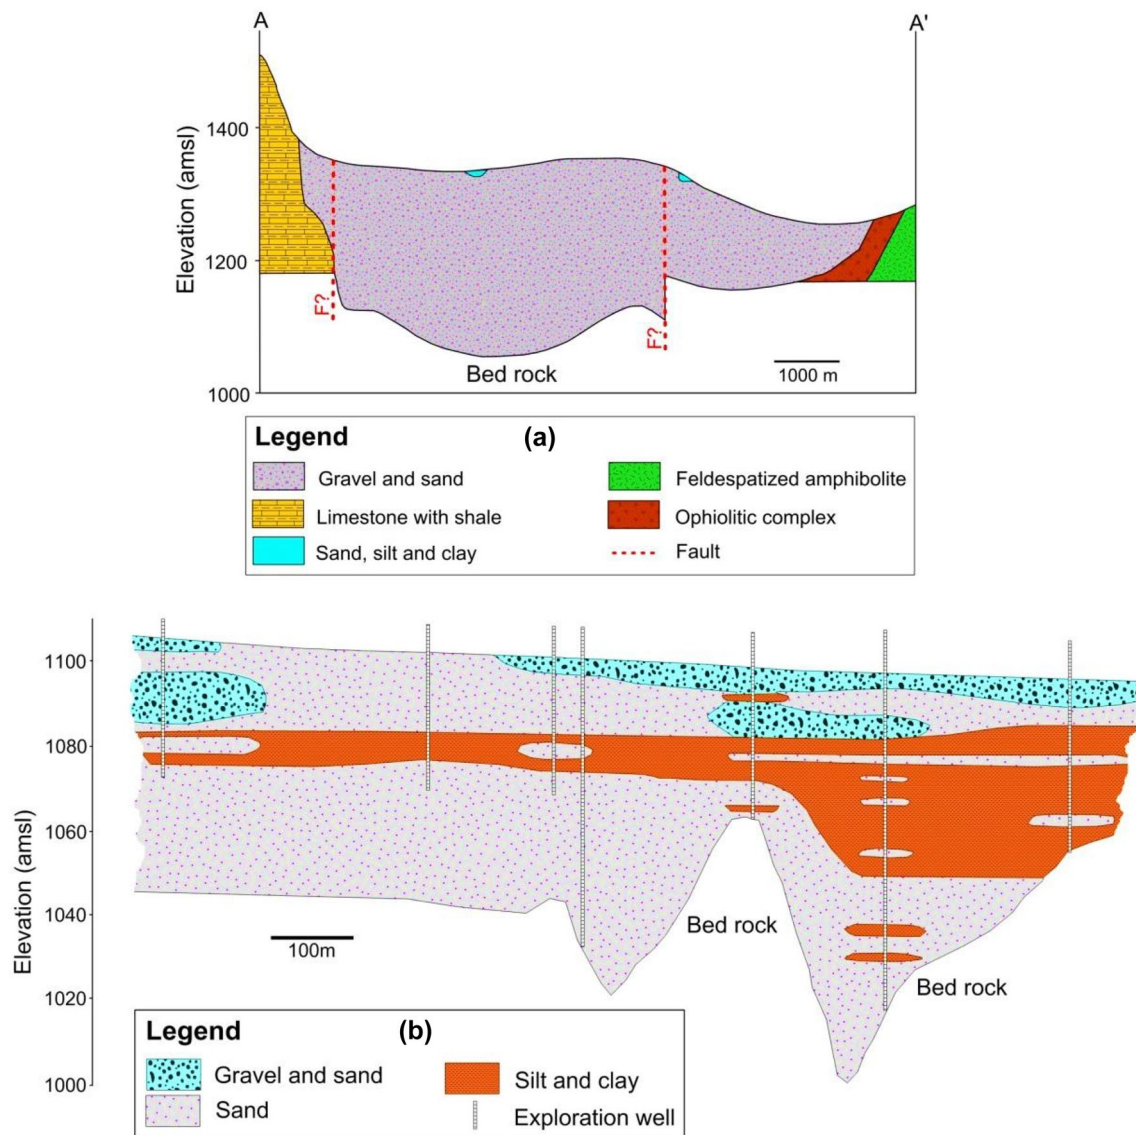 A A'
Elevation (amsl)
1400
1200
1000
F?
F?
Bed rock
1000 m
Legend (a)
Gravel and sand
Feldespatized amphibolite
Limestone with shale
Ophiolitic complex
Sand, silt and clay
Fault
Elevation (amsl)
1100
1080
1060
1040
1020
1000
100m
Bed rock
Bed rock
Legend (b)
Gravel and sand
Silt and clay
Sand
Exploration well